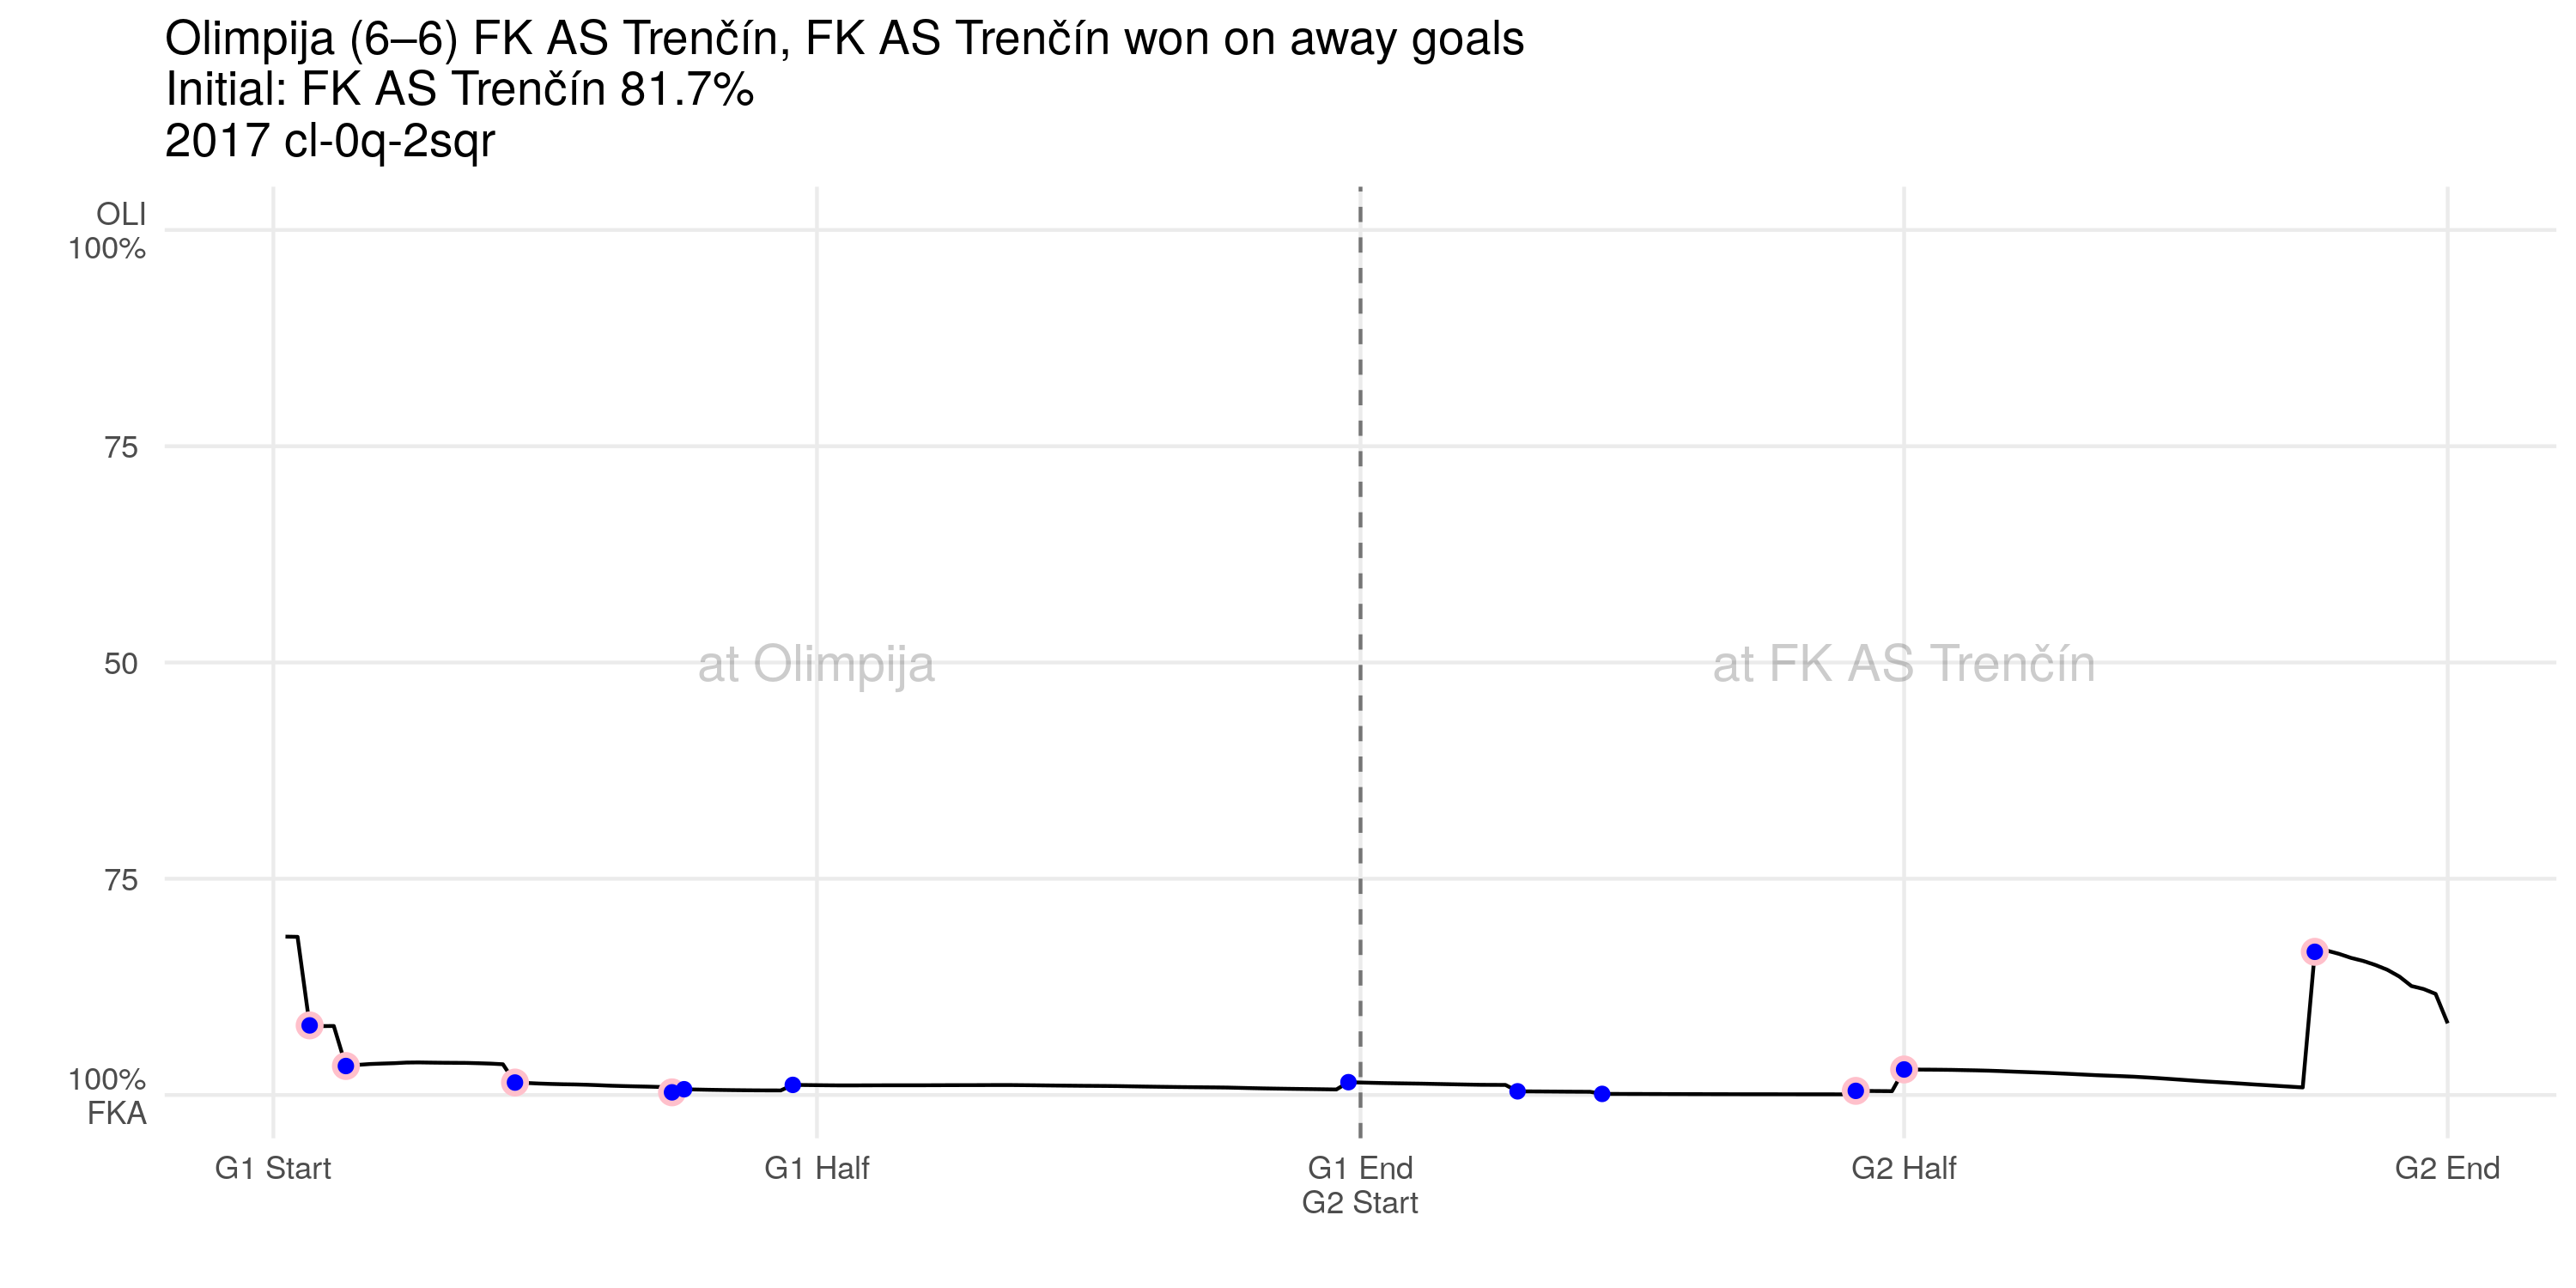 Olimpija (6–6) FK AS Trenčín, FK AS Trenčín won on away goals
Initial: FK AS Trenčín 81.7%
2017 cl-0q-2sqr
OLI
100%
75
50
75
100%
FKA
at Olimpija
at FK AS Trenčín
G1 Start
G1 Half
G1 End
G2 Start
G2 Half
G2 End